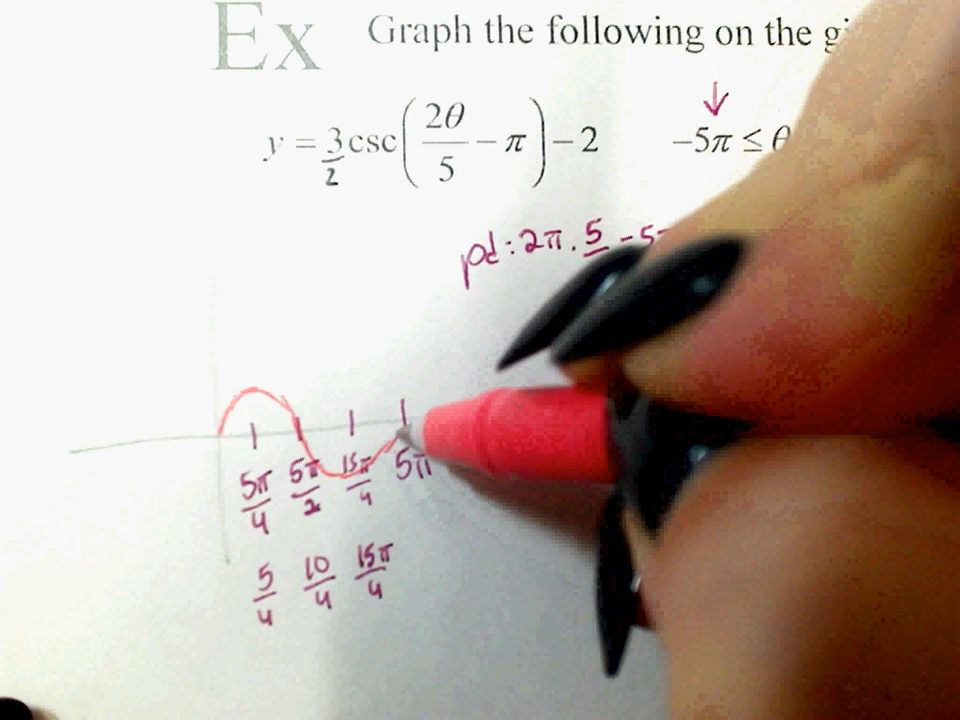 Ex Graph the following on the
y = 3/2 csc(2θ/5 − π) − 2 −5π ≤ θ
pd: 2π · 5
5π/4 5π/2 15π/4 5π
5/4 10/4 15π/4